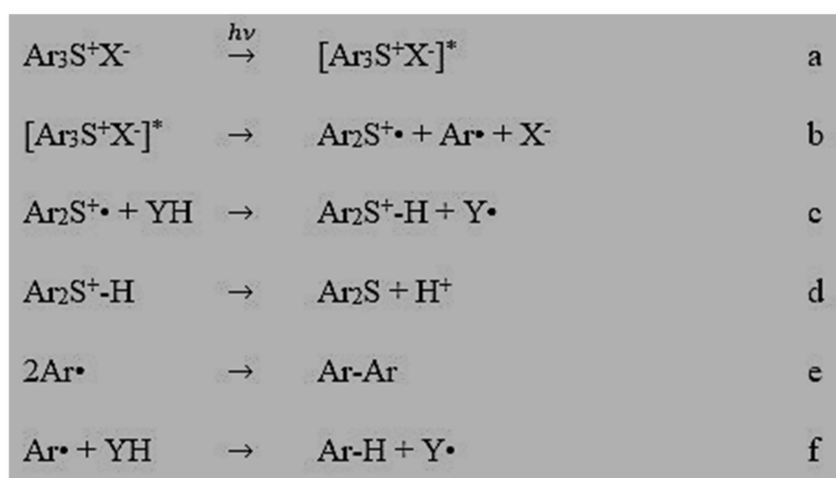 Ar₃S⁺X⁻ hν → [Ar₃S⁺X⁻]* a
[Ar₃S⁺X⁻]* → Ar₂S⁺• + Ar• + X⁻ b
Ar₂S⁺• + YH → Ar₂S⁺-H + Y• c
Ar₂S⁺-H → Ar₂S + H⁺ d
2Ar• → Ar-Ar e
Ar• + YH → Ar-H + Y• f